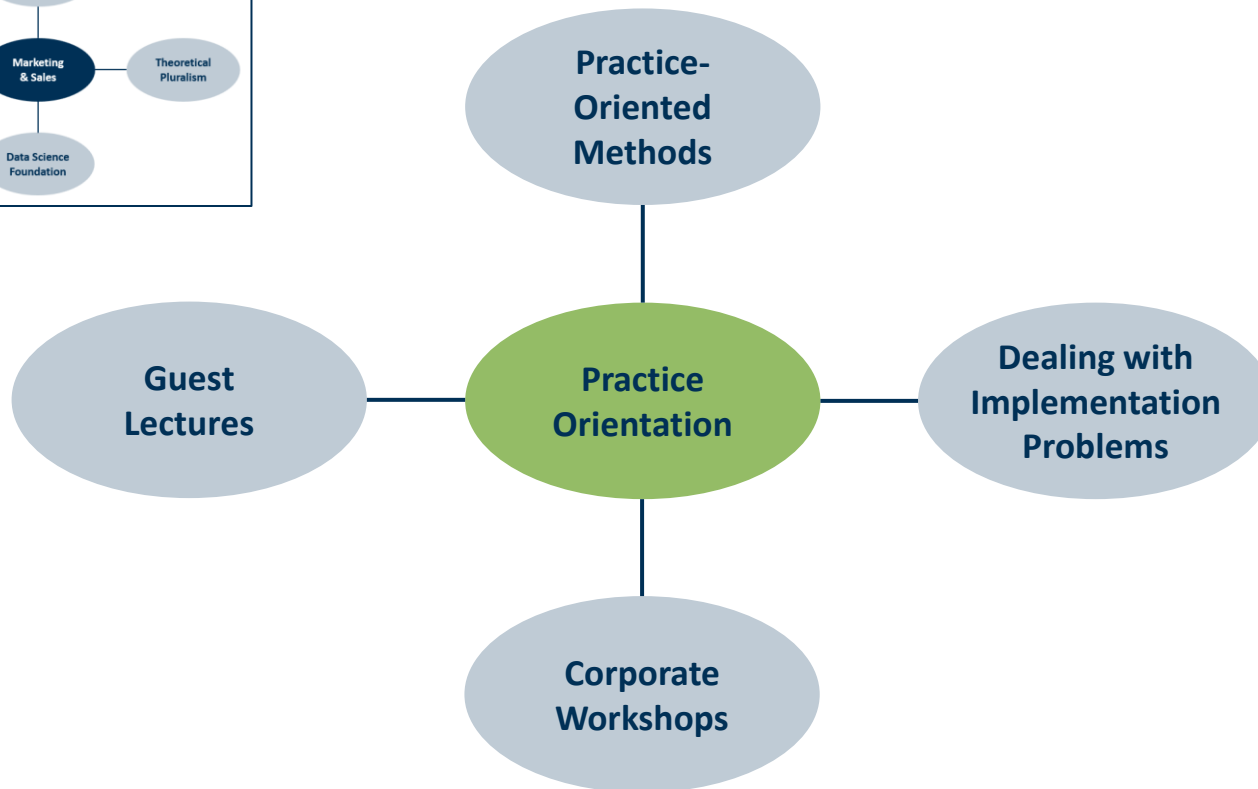 Marketing
& Sales
Theoretical
Pluralism
Data Science
Foundation
Practice-
Oriented
Methods
Guest
Lectures
Practice
Orientation
Dealing with
Implementation
Problems
Corporate
Workshops